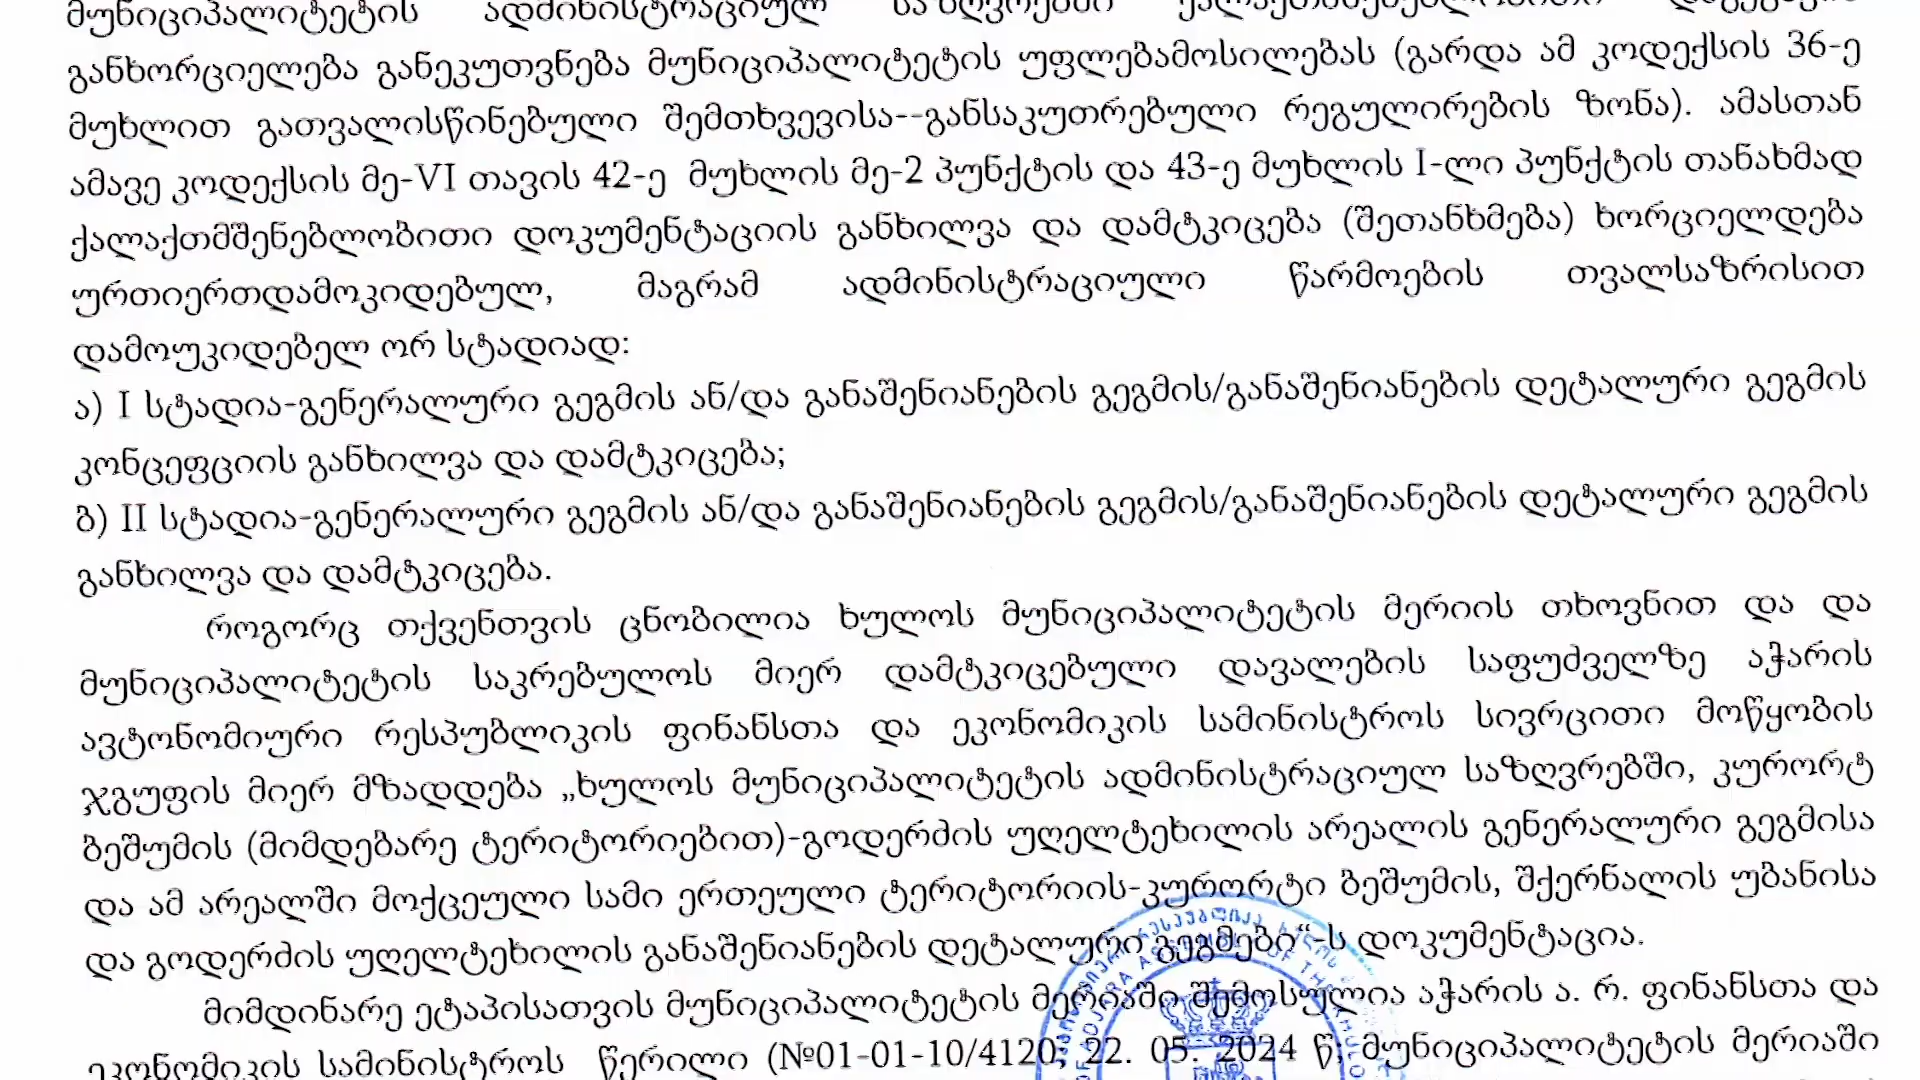 მუნიციპალიტეტის ადმინისტრაციულ საზღვრებში
განხორციელება განეკუთვნება მუნიციპალიტეტის უფლებამოსილებას (გარდა ამ კოდექსის 36-ე
მუხლით გათვალისწინებული შემთხვევისა--განსაკუთრებული რეგულირების ზონა). ამასთან
ამავე კოდექსის მე-VI თავის 42-ე მუხლის მე-2 პუნქტის და 43-ე მუხლის I-ლი პუნქტის თანახმად
ქალაქთმშენებლობითი დოკუმენტაციის განხილვა და დამტკიცება (შეთანხმება) ხორციელდება
ურთიერთდამოკიდებულ, მაგრამ ადმინისტრაციული წარმოების თვალსაზრისით
დამოუკიდებელ ორ სტადიად:
ა) I სტადია-გენერალური გეგმის ან/და განაშენიანების გეგმის/განაშენიანების დეტალური გეგმის
კონცეფციის განხილვა და დამტკიცება;
ბ) II სტადია-გენერალური გეგმის ან/და განაშენიანების გეგმის/განაშენიანების დეტალური გეგმის
განხილვა და დამტკიცება.
როგორც თქვენთვის ცნობილია ხულოს მუნიციპალიტეტის მერიის თხოვნით და და
მუნიციპალიტეტის საკრებულოს მიერ დამტკიცებული დავალების საფუძველზე აჭარის
ავტონომიური რესპუბლიკის ფინანსთა და ეკონომიკის სამინისტროს სივრცითი მოწყობის
ჯგუფის მიერ მზადდება „ხულოს მუნიციპალიტეტის ადმინისტრაციულ საზღვრებში, კურორტ
ბეშუმის (მიმდებარე ტერიტორიებით)-გოდერძის უღელტეხილის არეალის გენერალური გეგმისა
და ამ არეალში მოქცეული სამი ერთეული ტერიტორიის-კურორტი ბეშუმის, შქერნალის უბანისა
და გოდერძის უღელტეხილის განაშენიანების დეტალური გეგმები“-ს დოკუმენტაცია.
მიმდინარე ეტაპისათვის მუნიციპალიტეტის მერიაში შემოსულია აჭარის ა. რ. ფინანსთა და
ეკონომიკის სამინისტროს წერილი (№01-01-10/4120, 22. 05. 2024 წ, მუნიციპალიტეტის მერიაში